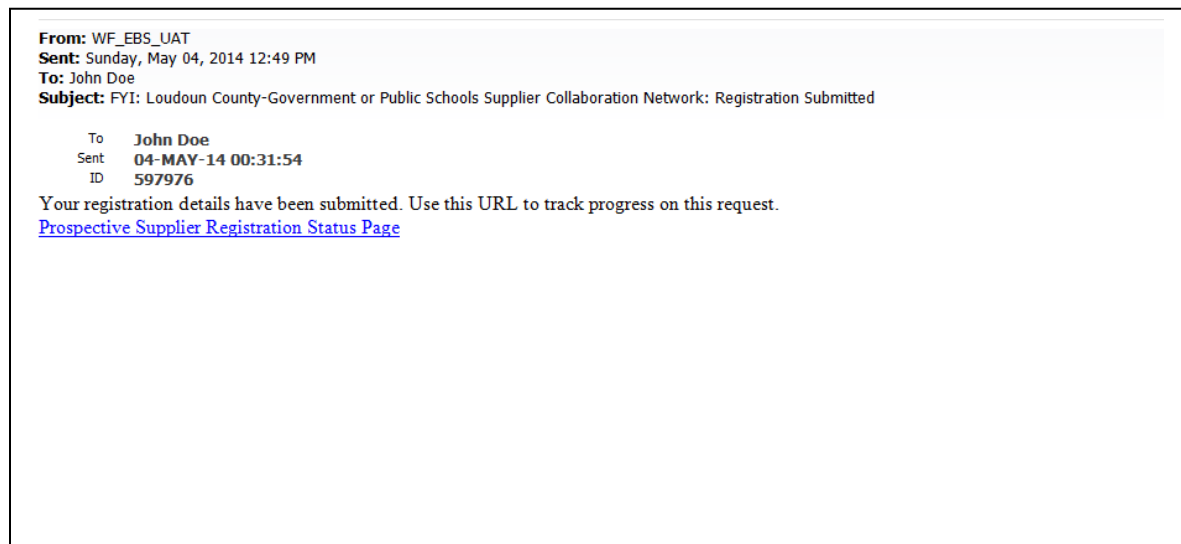 From: WF_EBS_UAT
Sent: Sunday, May 04, 2014 12:49 PM
To: John Doe
Subject: FYI: Loudoun County-Government or Public Schools Supplier Collaboration Network: Registration Submitted
To John Doe
Sent 04-MAY-14 00:31:54
ID 597976
Your registration details have been submitted. Use this URL to track progress on this request.
Prospective Supplier Registration Status Page